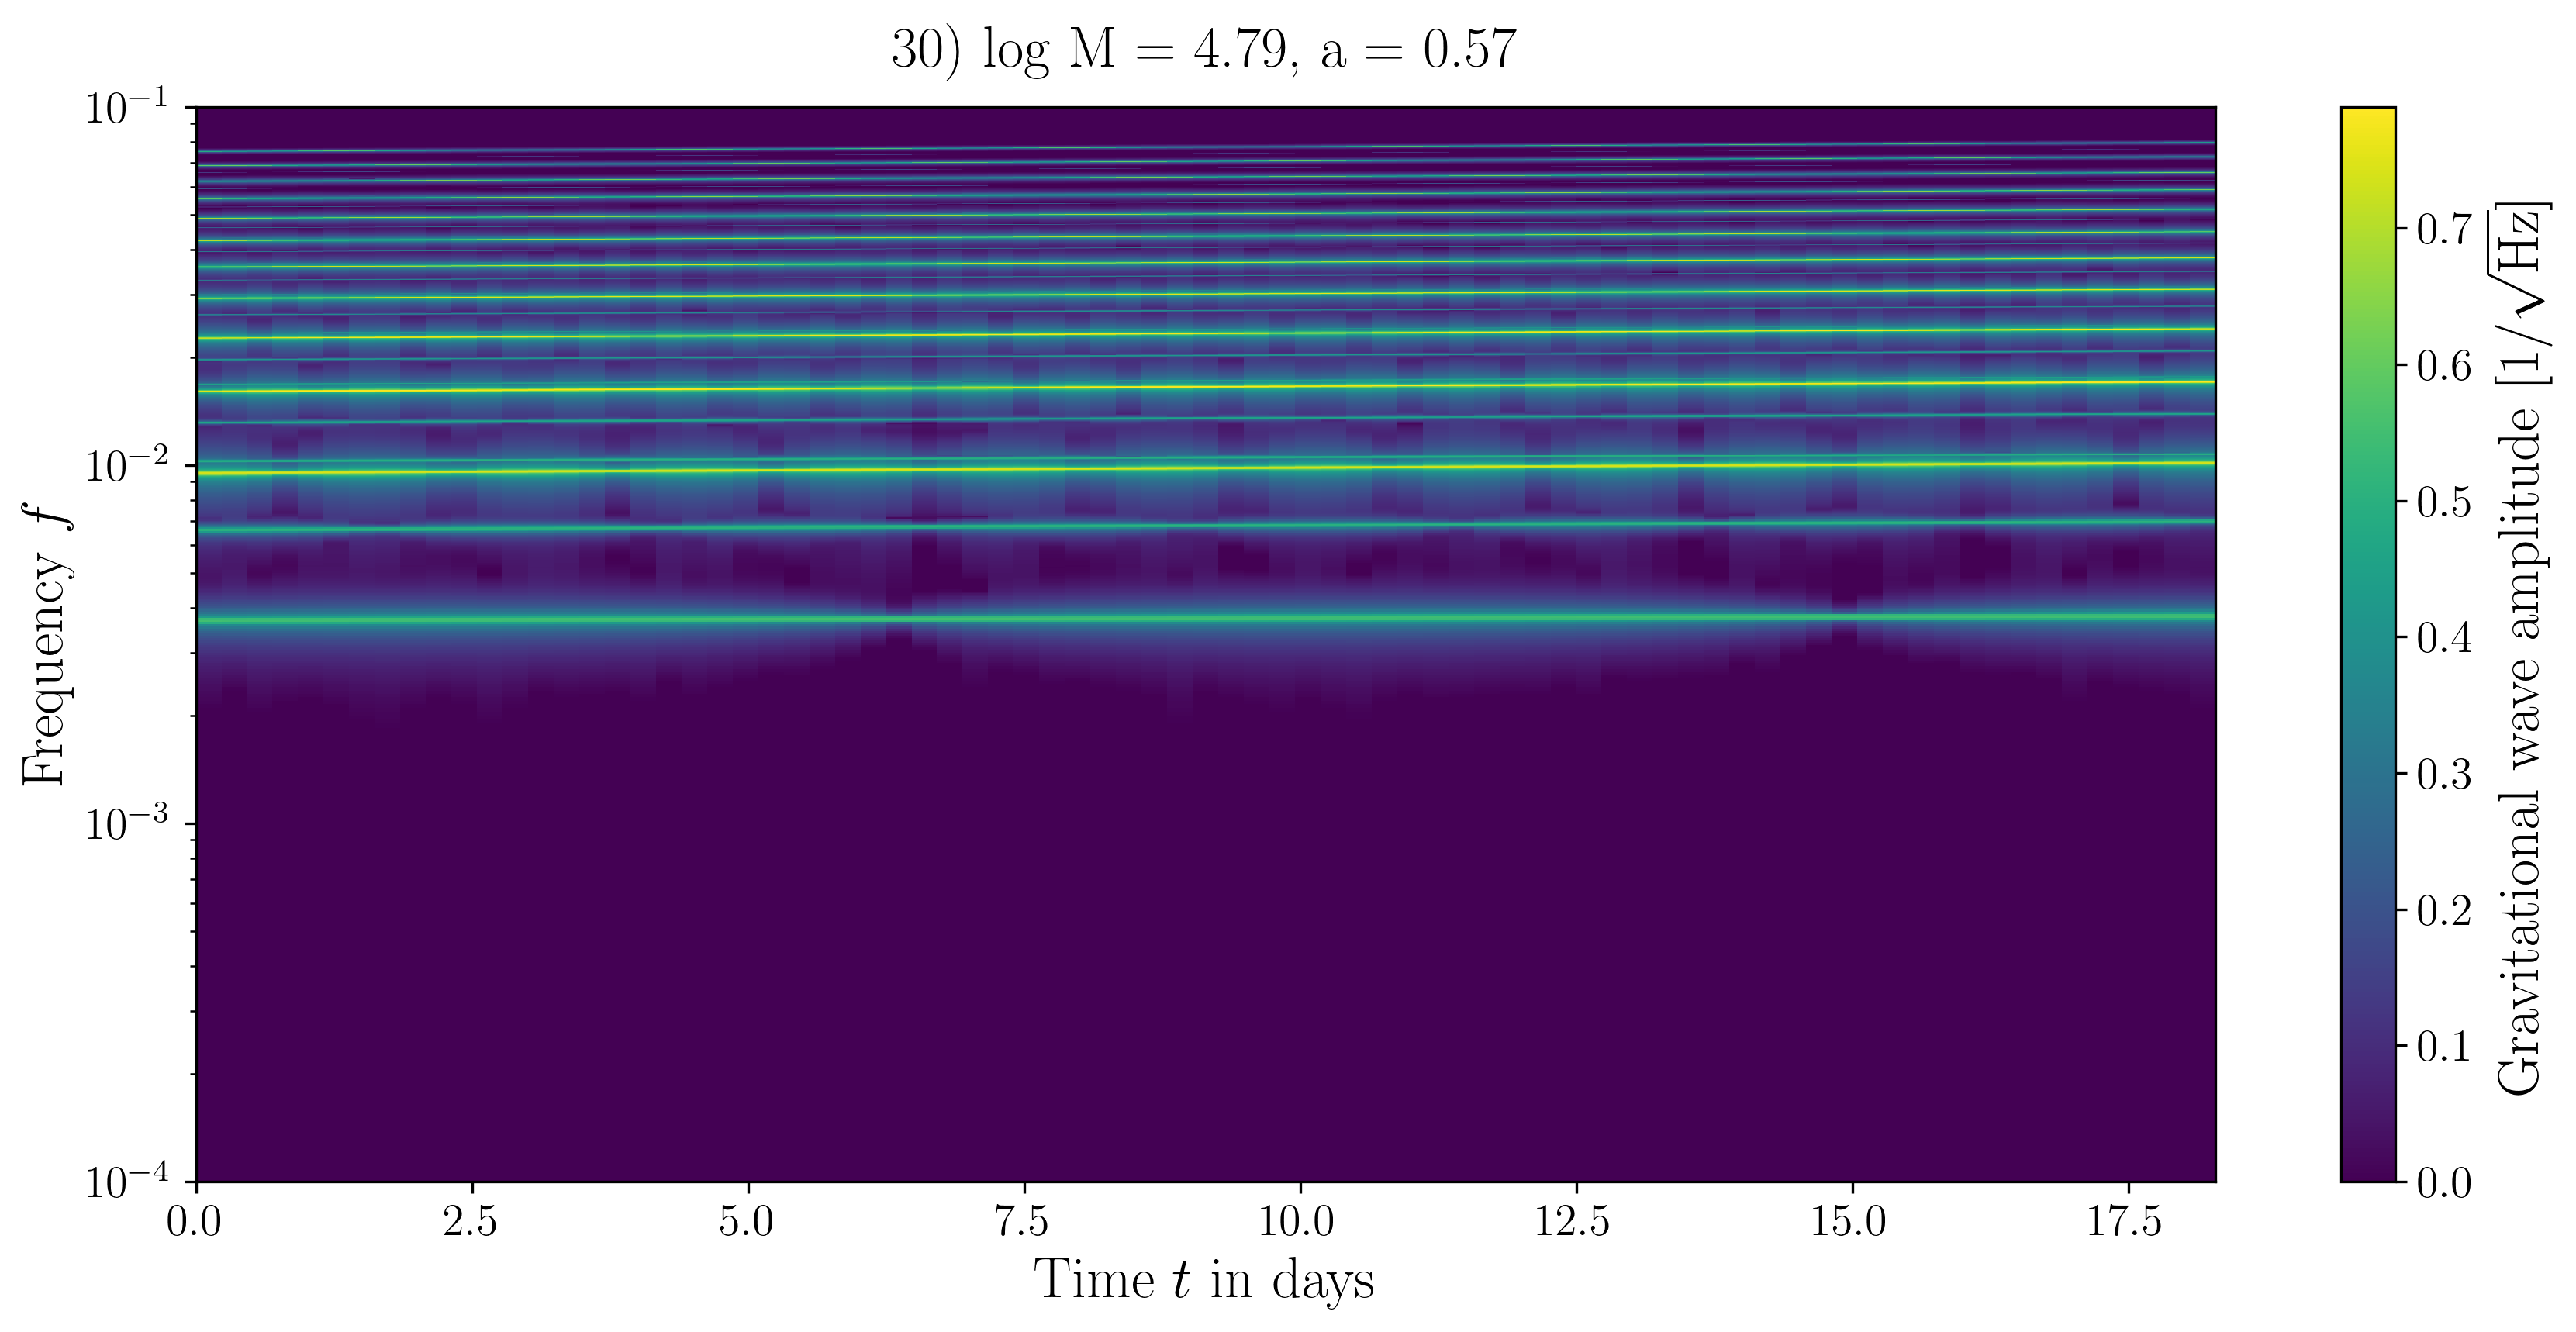 30) log M = 4.79, a = 0.57
10⁻¹
10⁻²
10⁻³
10⁻⁴
Frequency f
0.0 2.5 5.0 7.5 10.0 12.5 15.0 17.5
Time t in days
0.7
0.6
0.5
0.4
0.3
0.2
0.1
0.0
Gravitational wave amplitude [1/√Hz]